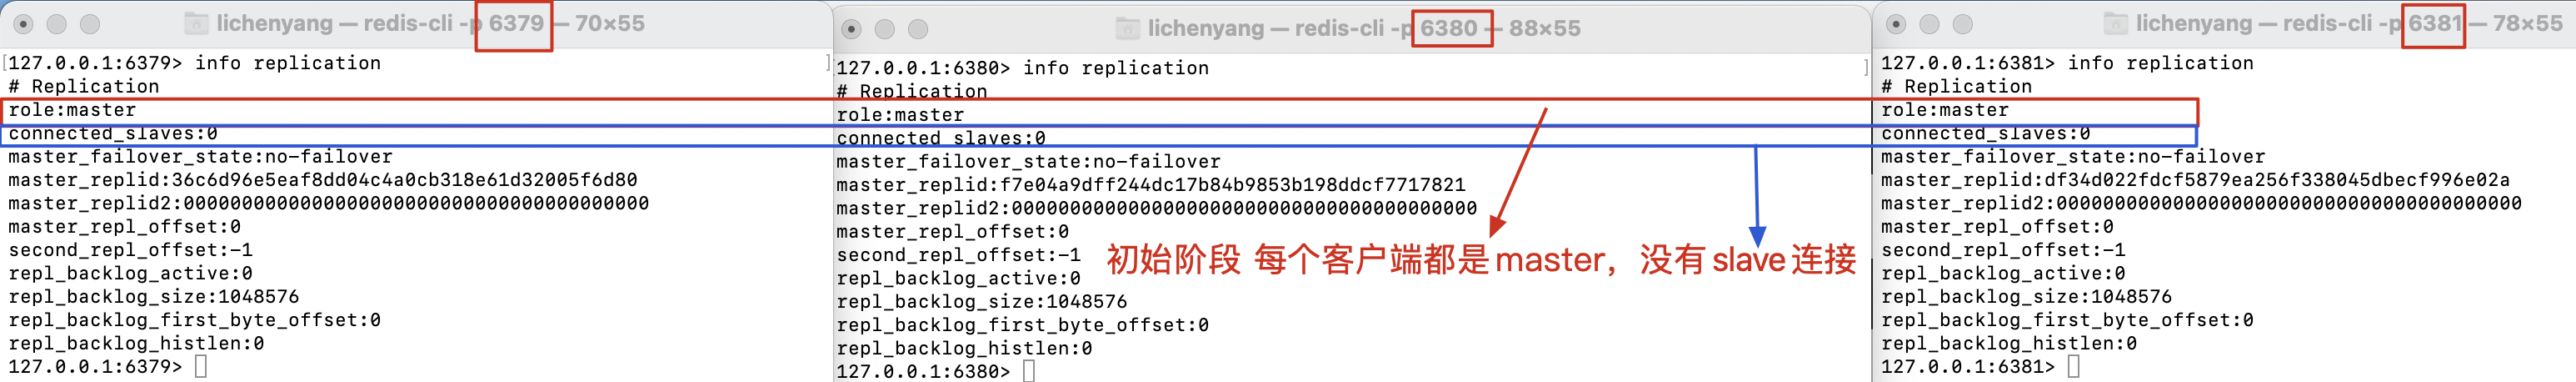 lichenyang — redis-cli -p 6379 — 70×55
127.0.0.1:6379> info replication
# Replication
role:master
connected_slaves:0
master_failover_state:no-failover
master_replid:36c6d96e5eaf8dd04c4a0cb318e61d32005f6d80
master_replid2:0000000000000000000000000000000000000000
master_repl_offset:0
second_repl_offset:-1
repl_backlog_active:0
repl_backlog_size:1048576
repl_backlog_first_byte_offset:0
repl_backlog_histlen:0
127.0.0.1:6379>
lichenyang — redis-cli -p 6380 — 88×55
127.0.0.1:6380> info replication
# Replication
role:master
connected_slaves:0
master_failover_state:no-failover
master_replid:f7e04a9dff244dc17b84b9853b198ddcf7717821
master_replid2:0000000000000000000000000000000000000000
master_repl_offset:0
second_repl_offset:-1
repl_backlog_active:0
repl_backlog_size:1048576
repl_backlog_first_byte_offset:0
repl_backlog_histlen:0
127.0.0.1:6380>
初始阶段 每个客户端都是master，没有slave连接
lichenyang — redis-cli -p 6381 — 78×55
127.0.0.1:6381> info replication
# Replication
role:master
connected_slaves:0
master_failover_state:no-failover
master_replid:df34d022fdcf5879ea256f338045dbecf996e02a
master_replid2:0000000000000000000000000000000000000000
master_repl_offset:0
second_repl_offset:-1
repl_backlog_active:0
repl_backlog_size:1048576
repl_backlog_first_byte_offset:0
repl_backlog_histlen:0
127.0.0.1:6381>